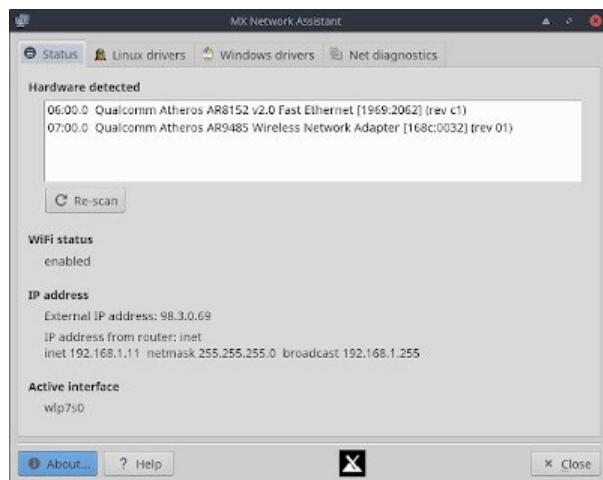 MX Network Assistant
Status Linux drivers Windows drivers Net diagnostics
Hardware detected
06:00.0 Qualcomm Atheros AR8152 v2.0 Fast Ethernet [1969:2062] (rev c1)
07:00.0 Qualcomm Atheros AR9485 Wireless Network Adapter [168c:0032] (rev 01)
Re-scan
WiFi status
enabled
IP address
External IP address: 98.3.0.69
IP address from router: inet
inet 192.168.1.11 netmask 255.255.255.0 broadcast 192.168.1.255
Active interface
wlp7s0
About... ? Help X Close